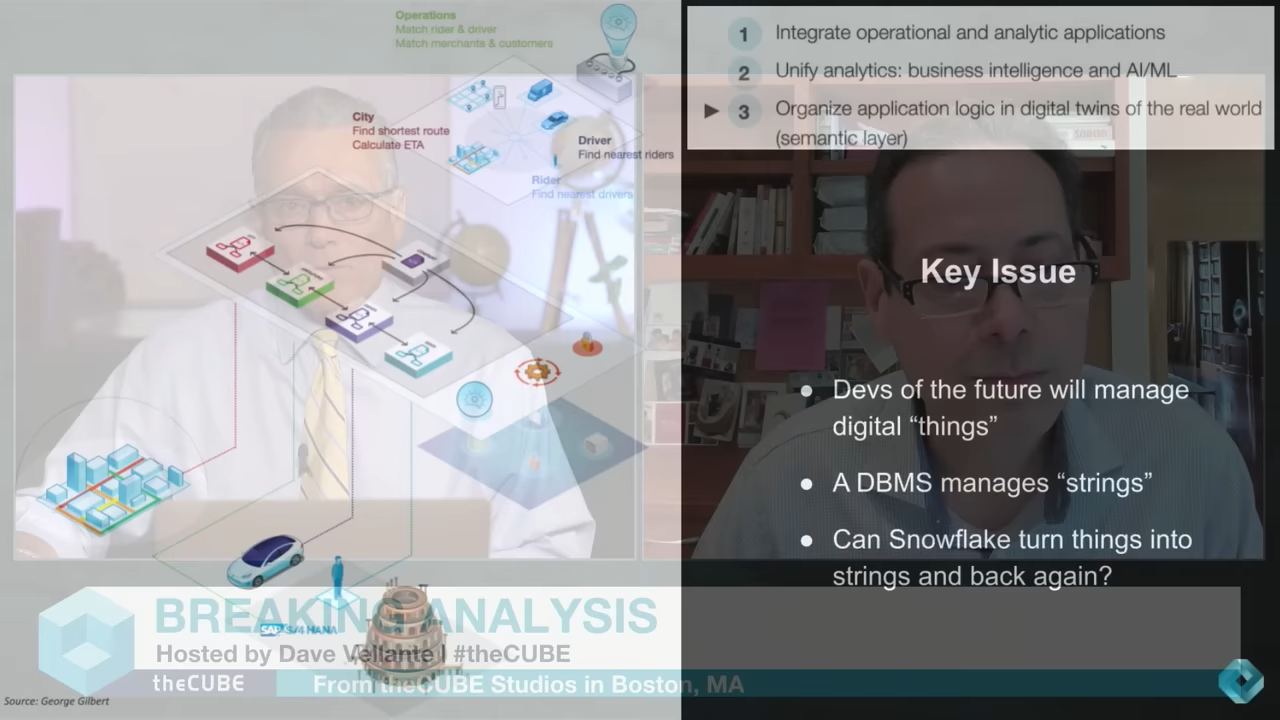 Operations
Match rider & driver
Match merchants & customers
City
Find shortest route
Calculate ETA
Driver
Find nearest riders
Rider
Find nearest drivers
1 Integrate operational and analytic applications
2 Unify analytics: business intelligence and AI/ML
3 Organize application logic in digital twins of the real world
(semantic layer)
Key Issue
Devs of the future will manage
digital “things”
A DBMS manages “strings”
Can Snowflake turn things into
strings and back again?
SAP S/4 HANA
BREAKING ANALYSIS
Hosted by Dave Vellante | #theCUBE
theCUBE
From theCUBE Studios in Boston, MA
Source: George Gilbert